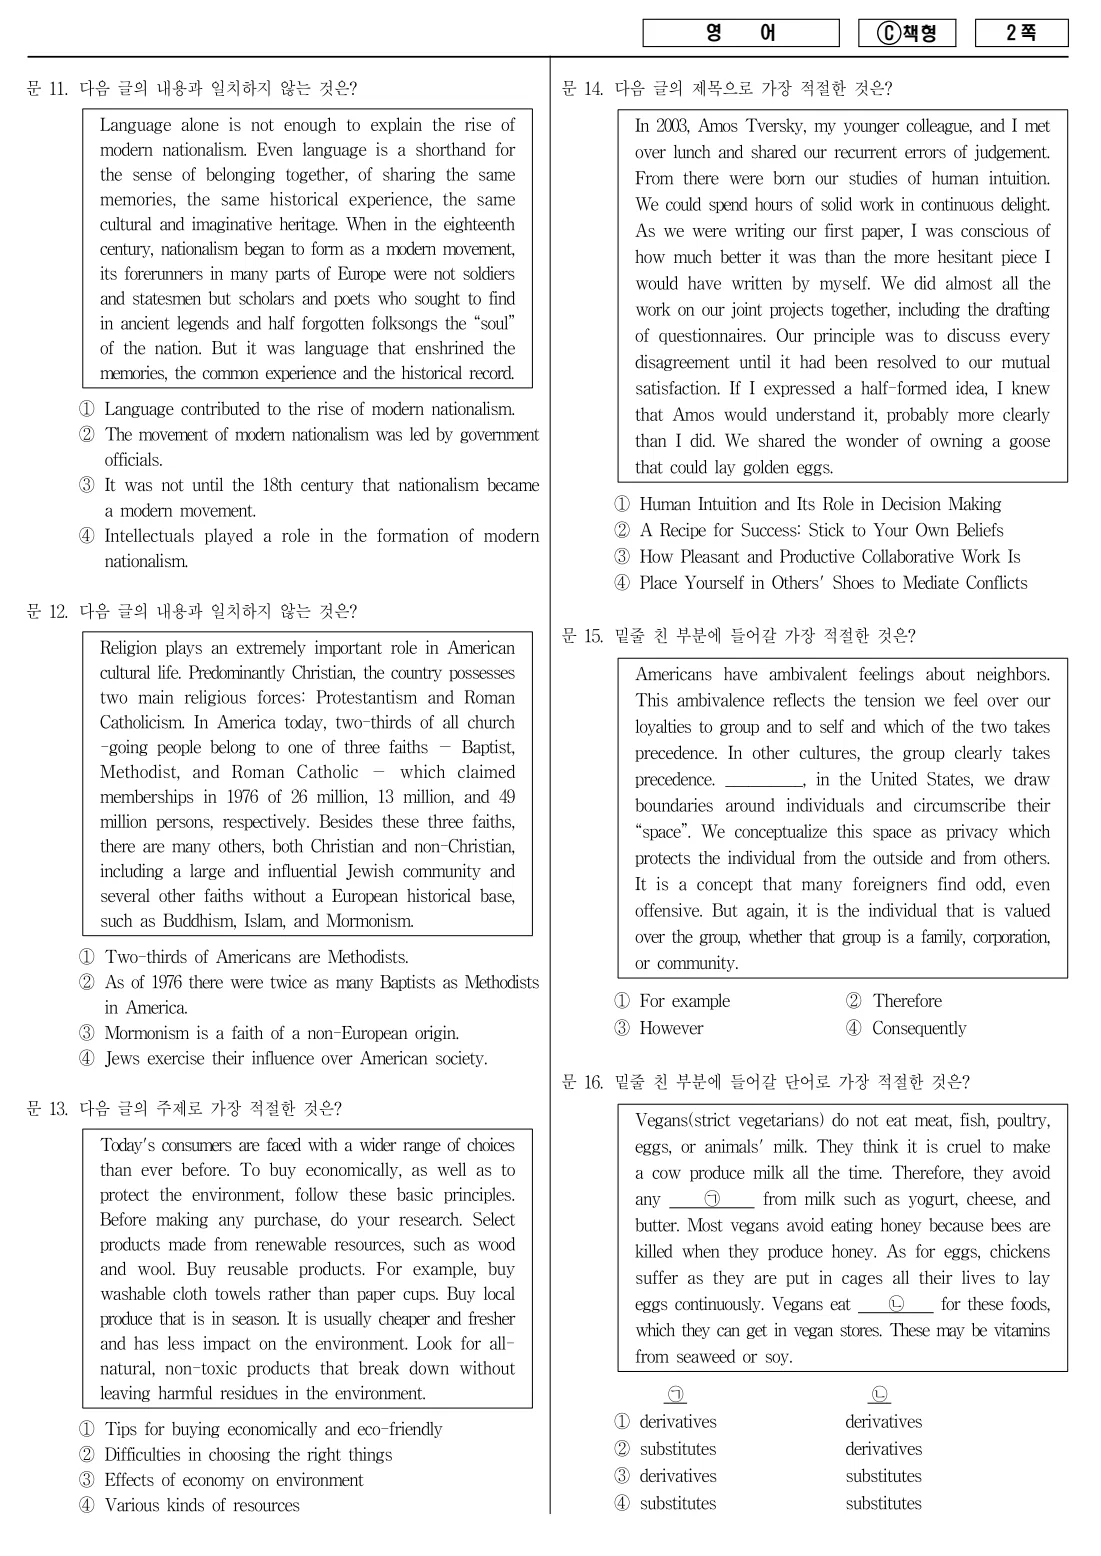 영 어
Ⓒ책형
2쪽
문 11. 다음 글의 내용과 일치하지 않는 것은?
Language alone is not enough to explain the rise of
modern nationalism. Even language is a shorthand for
the sense of belonging together, of sharing the same
memories, the same historical experience, the same
cultural and imaginative heritage. When in the eighteenth
century, nationalism began to form as a modern movement,
its forerunners in many parts of Europe were not soldiers
and statesmen but scholars and poets who sought to find
in ancient legends and half forgotten folksongs the “soul”
of the nation. But it was language that enshrined the
memories, the common experience and the historical record.
① Language contributed to the rise of modern nationalism.
② The movement of modern nationalism was led by government
officials.
③ It was not until the 18th century that nationalism became
a modern movement.
④ Intellectuals played a role in the formation of modern
nationalism.
문 12. 다음 글의 내용과 일치하지 않는 것은?
Religion plays an extremely important role in American
cultural life. Predominantly Christian, the country possesses
two main religious forces: Protestantism and Roman
Catholicism. In America today, two-thirds of all church
-going people belong to one of three faiths － Baptist,
Methodist, and Roman Catholic － which claimed
memberships in 1976 of 26 million, 13 million, and 49
million persons, respectively. Besides these three faiths,
there are many others, both Christian and non-Christian,
including a large and influential Jewish community and
several other faiths without a European historical base,
such as Buddhism, Islam, and Mormonism.
① Two-thirds of Americans are Methodists.
② As of 1976 there were twice as many Baptists as Methodists
in America.
③ Mormonism is a faith of a non-European origin.
④ Jews exercise their influence over American society.
문 13. 다음 글의 주제로 가장 적절한 것은?
Today's consumers are faced with a wider range of choices
than ever before. To buy economically, as well as to
protect the environment, follow these basic principles.
Before making any purchase, do your research. Select
products made from renewable resources, such as wood
and wool. Buy reusable products. For example, buy
washable cloth towels rather than paper cups. Buy local
produce that is in season. It is usually cheaper and fresher
and has less impact on the environment. Look for all-
natural, non-toxic products that break down without
leaving harmful residues in the environment.
① Tips for buying economically and eco-friendly
② Difficulties in choosing the right things
③ Effects of economy on environment
④ Various kinds of resources
문 14. 다음 글의 제목으로 가장 적절한 것은?
In 2003, Amos Tversky, my younger colleague, and I met
over lunch and shared our recurrent errors of judgement.
From there were born our studies of human intuition.
We could spend hours of solid work in continuous delight.
As we were writing our first paper, I was conscious of
how much better it was than the more hesitant piece I
would have written by myself. We did almost all the
work on our joint projects together, including the drafting
of questionnaires. Our principle was to discuss every
disagreement until it had been resolved to our mutual
satisfaction. If I expressed a half-formed idea, I knew
that Amos would understand it, probably more clearly
than I did. We shared the wonder of owning a goose
that could lay golden eggs.
① Human Intuition and Its Role in Decision Making
② A Recipe for Success: Stick to Your Own Beliefs
③ How Pleasant and Productive Collaborative Work Is
④ Place Yourself in Others' Shoes to Mediate Conflicts
문 15. 밑줄 친 부분에 들어갈 가장 적절한 것은?
Americans have ambivalent feelings about neighbors.
This ambivalence reflects the tension we feel over our
loyalties to group and to self and which of the two takes
precedence. In other cultures, the group clearly takes
precedence. ________, in the United States, we draw
boundaries around individuals and circumscribe their
“space”. We conceptualize this space as privacy which
protects the individual from the outside and from others.
It is a concept that many foreigners find odd, even
offensive. But again, it is the individual that is valued
over the group, whether that group is a family, corporation,
or community.
① For example ② Therefore
③ However ④ Consequently
문 16. 밑줄 친 부분에 들어갈 단어로 가장 적절한 것은?
Vegans(strict vegetarians) do not eat meat, fish, poultry,
eggs, or animals' milk. They think it is cruel to make
a cow produce milk all the time. Therefore, they avoid
any ㉠ from milk such as yogurt, cheese, and
butter. Most vegans avoid eating honey because bees are
killed when they produce honey. As for eggs, chickens
suffer as they are put in cages all their lives to lay
eggs continuously. Vegans eat ㉡ for these foods,
which they can get in vegan stores. These may be vitamins
from seaweed or soy.
㉠ ㉡
① derivatives derivatives
② substitutes derivatives
③ derivatives substitutes
④ substitutes substitutes